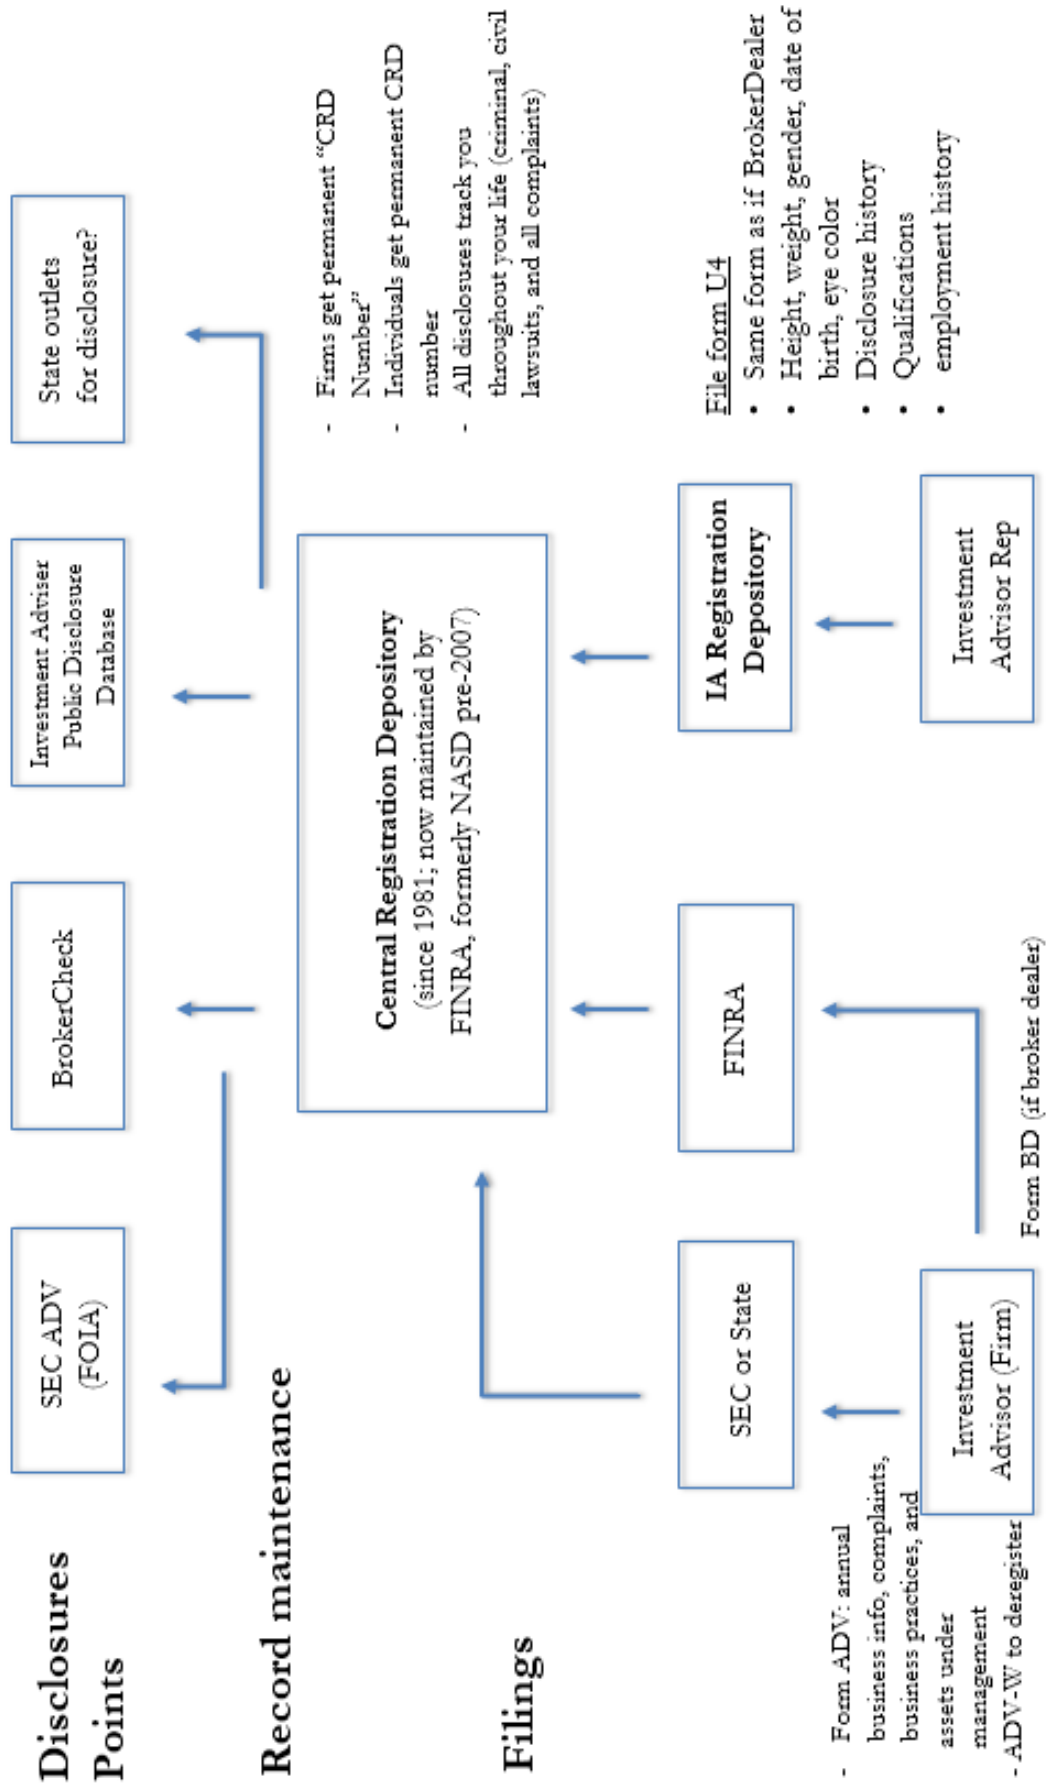 Disclosures
Points
SEC ADV
(FOIA)
BrokerCheck
Investment Adviser
Public Disclosure
Database
State outlets
for disclosure?
Record maintenance
Central Registration Depository
(since 1981; now maintained by
FINRA, formerly NASD pre-2007)
- Firms get permanent “CRD
Number”
- Individuals get permanent CRD
number
- All disclosures track you
throughout your life (criminal, civil
lawsuits, and all complaints)
Filings
SEC or State
FINRA
IA Registration
Depository
File form U4
• Same form as if BrokerDealer
• Height, weight, gender, date of
birth, eye color
• Disclosure history
• Qualifications
• employment history
- Form ADV: annual
business info, complaints,
business practices, and
assets under
management
- ADV-W to deregister
Investment
Advisor (Firm)
Form BD (if broker dealer)
Investment
Advisor Rep